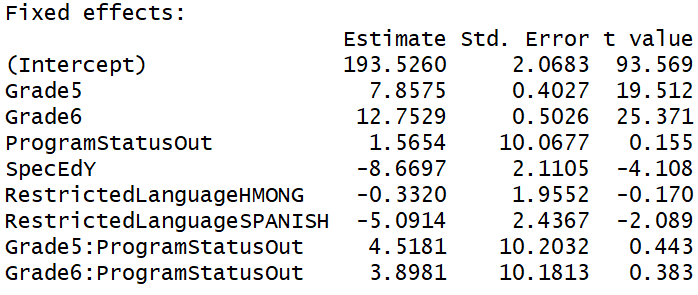 Fixed effects:
Estimate Std. Error t value
(Intercept) 193.5260 2.0683 93.569
Grade5 7.8575 0.4027 19.512
Grade6 12.7529 0.5026 25.371
ProgramStatusOut 1.5654 10.0677 0.155
SpecEdY -8.6697 2.1105 -4.108
RestrictedLanguageHMONG -0.3320 1.9552 -0.170
RestrictedLanguageSPANISH -5.0914 2.4367 -2.089
Grade5:ProgramStatusOut 4.5181 10.2032 0.443
Grade6:ProgramStatusOut 3.8981 10.1813 0.383